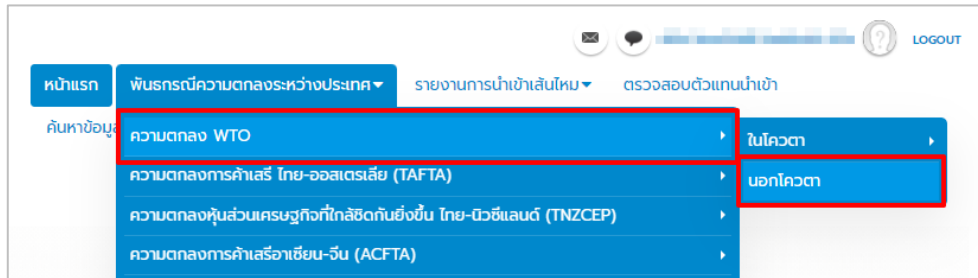 LOGOUT
หน้าแรก พันธกรณีความตกลงระหว่างประเทศ รายงานการนำเข้าเส้นไหม ตรวจสอบตัวแทนนำเข้า
ค้นหาข้อมูล
ความตกลง WTO ในโควตา
ความตกลงการค้าเสรี ไทย-ออสเตรเลีย (TAFTA) นอกโควตา
ความตกลงหุ้นส่วนเศรษฐกิจที่ใกล้ชิดกันยิ่งขึ้น ไทย-นิวซีแลนด์ (TNZCEP)
ความตกลงการค้าเสรีอาเซียน-จีน (ACFTA)